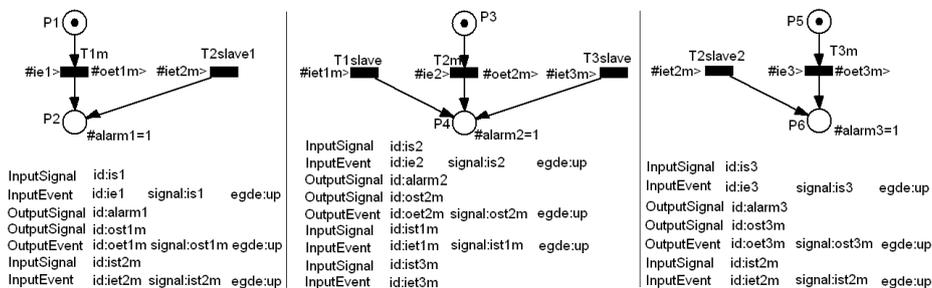 P1
T1m
T2slave1
#ie1>
#oet1m>
#iet2m>
P2
#alarm1=1
InputSignal id:is1
InputEvent id:ie1 signal:is1 egde:up
OutputSignal id:alarm1
OutputSignal id:ost1m
OutputEvent id:oet1m signal:ost1m egde:up
InputSignal id:ist2m
InputEvent id:iet2m signal:ist2m egde:up
P3
T1slave
T2m
T3slave
#iet1m>
#ie2>
#oet2m>
#iet3m>
P4
#alarm2=1
InputSignal id:is2
InputEvent id:ie2 signal:is2 egde:up
OutputSignal id:alarm2
OutputSignal id:ost2m
OutputEvent id:oet2m signal:ost2m egde:up
InputSignal id:ist1m
InputEvent id:iet1m signal:ist1m egde:up
InputSignal id:ist3m
InputEvent id:iet3m
P5
T2slave2
T3m
#iet2m>
#ie3>
#oet3m>
P6
#alarm3=1
InputSignal id:is3
InputEvent id:ie3 signal:is3 egde:up
OutputSignal id:alarm3
OutputSignal id:ost3m
OutputEvent id:oet3m signal:ost3m egde:up
InputSignal id:ist2m
InputEvent id:iet2m signal:ist2m egde:up